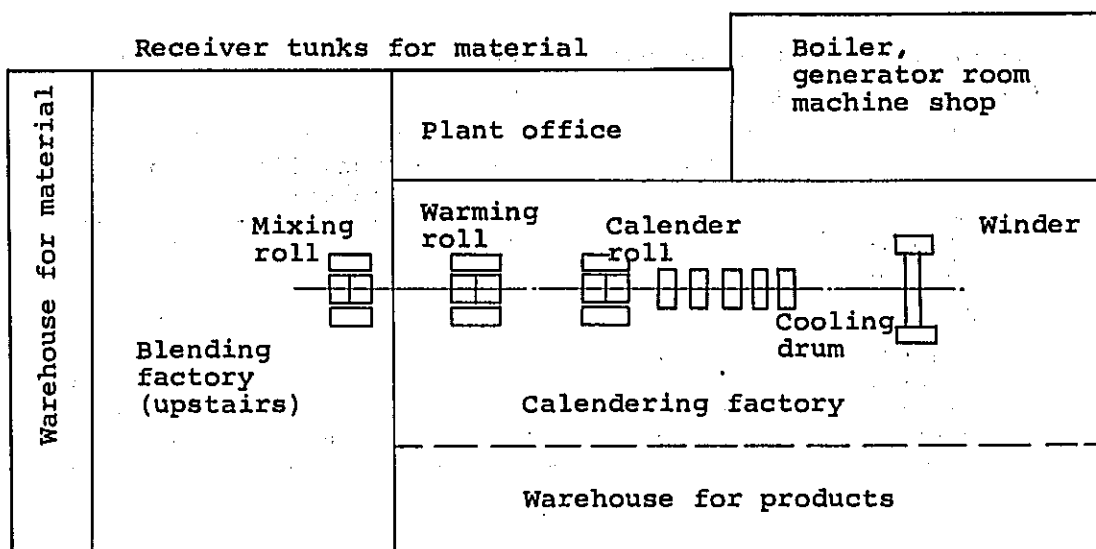 Receiver tunks for material
Boiler,
generator room
machine shop
Warehouse for material
Plant office
Mixing
roll
Warming
roll
Calender
roll
Winder
Cooling
drum
Blending
factory
(upstairs)
Calendering factory
Warehouse for products